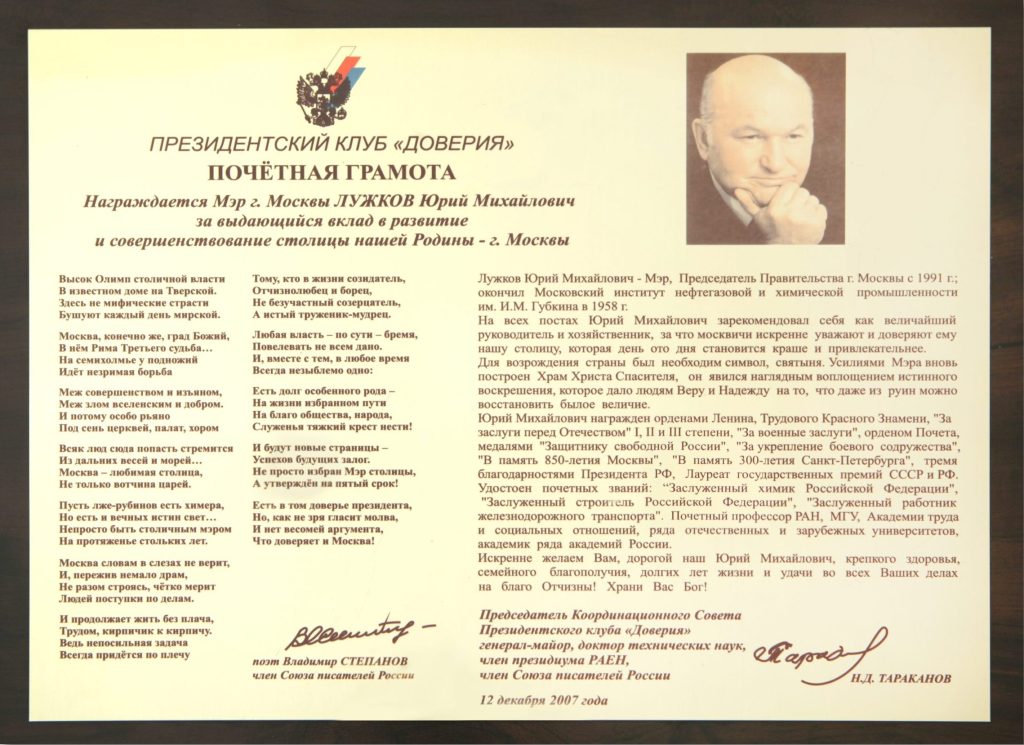 ПРЕЗИДЕНТСКИЙ КЛУБ «ДОВЕРИЯ»
ПОЧЁТНАЯ ГРАМОТА
Награждается Мэр г. Москвы ЛУЖКОВ Юрий Михайлович
за выдающийся вклад в развитие
и совершенствование столицы нашей Родины - г. Москвы
Высок Олимп столичной власти
В известном доме на Тверской.
Здесь не мифические страсти
Бушуют каждый день мирской.
Москва, конечно же, град Божий,
В нём Рима Третьего судьба...
На семихолмье у подножий
Идёт незримая борьба
Меж совершенством и изъяном,
Меж злом вселенским и добром.
И потому особо рьяно
Под сень церквей, палат, хором
Всяк люд сюда попасть стремится
Из дальних весей и морей...
Москва – любимая столица,
Не только вотчина царей.
Пусть лже-рубинов есть химера,
Но есть и вечных истин свет...
Непросто быть столичным мэром
На протяженье стольких лет.
Москва словам в слезах не верит,
И, пережив немало драм,
Не разом строясь, чётко мерит
Людей поступки по делам.
И продолжает жить без плача,
Трудом, кирпичик к кирпичу.
Ведь непосильная задача
Всегда придётся по плечу
Тому, кто в жизни созидатель,
Отчизнолюбец и борец,
Не безучастный созерцатель,
А истый труженик-мудрец.
Любая власть – по сути – бремя,
Повелевать не всем дано.
И, вместе с тем, в любое время
Всегда незыблемо одно:
Есть долг особенного рода –
На жизни избранном пути
На благо общества, народа,
Служенья тяжкий крест нести!
И будут новые страницы –
Успехов будущих залог.
Не просто избран Мэр столицы,
А утверждён на пятый срок!
Есть в том доверье президента,
Но, как не зря гласит молва,
И нет весомей аргумента,
Что доверяет и Москва!
поэт Владимир СТЕПАНОВ
член Союза писателей России
Лужков Юрий Михайлович - Мэр, Председатель Правительства г. Москвы с 1991 г.;
окончил Московский институт нефтегазовой и химической промышленности
им. И.М. Губкина в 1958 г.
На всех постах Юрий Михайлович зарекомендовал себя как величайший
руководитель и хозяйственник, за что москвичи искренне уважают и доверяют ему
нашу столицу, которая день ото дня становится краше и привлекательнее.
Для возрождения страны был необходим символ, святыня. Усилиями Мэра вновь
построен Храм Христа Спасителя, он явился наглядным воплощением истинного
воскрешения, которое дало людям Веру и Надежду на то, что даже из руин можно
восстановить былое величие.
Юрий Михайлович награжден орденами Ленина, Трудового Красного Знамени, "За
заслуги перед Отечеством" I, II и III степени, "За военные заслуги", орденом Почета,
медалями "Защитнику свободной России", "За укрепление боевого содружества",
"В память 850-летия Москвы", "В память 300-летия Санкт-Петербурга", тремя
благодарностями Президента РФ, Лауреат государственных премий СССР и РФ.
Удостоен почетных званий: "Заслуженный химик Российской Федерации",
"Заслуженный строитель Российской Федерации", "Заслуженный работник
железнодорожного транспорта". Почетный профессор РАН, МГУ, Академии труда
и социальных отношений, ряда отечественных и зарубежных университетов,
академик ряда академий России.
Искренне желаем Вам, дорогой наш Юрий Михайлович, крепкого здоровья,
семейного благополучия, долгих лет жизни и удачи во всех Ваших делах
на благо Отчизны! Храни Вас Бог!
Председатель Координационного Совета
Президентского клуба «Доверия»
генерал-майор, доктор технических наук,
член президиума РАЕН,
член Союза писателей России
Н.Д. ТАРАКАНОВ
12 декабря 2007 года